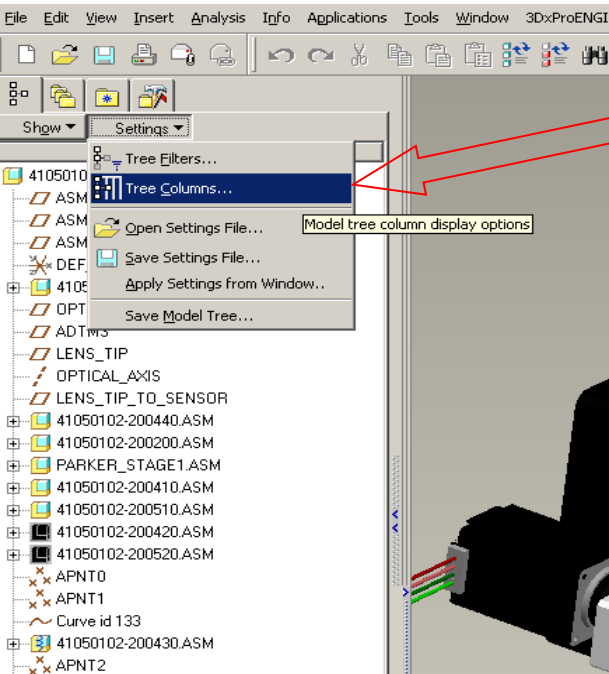 File Edit View Insert Analysis Info Applications Tools Window 3DxProENGI
Show Settings
Tree Filters...
4105010
Tree Columns...
ASM
ASM
Open Settings File...
Model tree column display options
ASM
Save Settings File...
DEF_
Apply Settings from Window..
4105
OPT
Save Model Tree...
ADTM3
LENS_TIP
OPTICAL_AXIS
LENS_TIP_TO_SENSOR
41050102-200440.ASM
41050102-200200.ASM
PARKER_STAGE1.ASM
41050102-200410.ASM
41050102-200510.ASM
41050102-200420.ASM
41050102-200520.ASM
APNT0
APNT1
Curve id 133
41050102-200430.ASM
APNT2